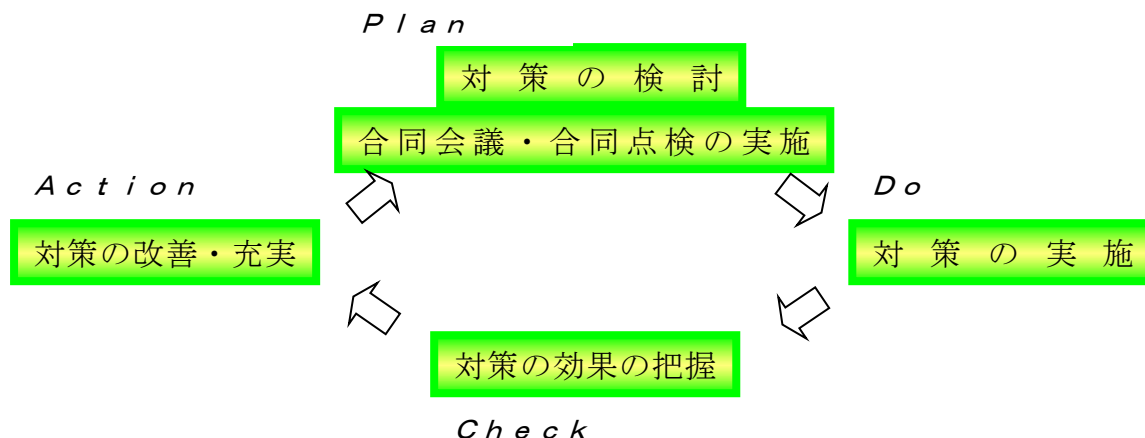 Ｐｌａｎ
対策の検討
合同会議・合同点検の実施
Ａｃｔｉｏｎ
Ｄｏ
対策の改善・充実
対策の実施
対策の効果の把握
Ｃｈｅｃｋ